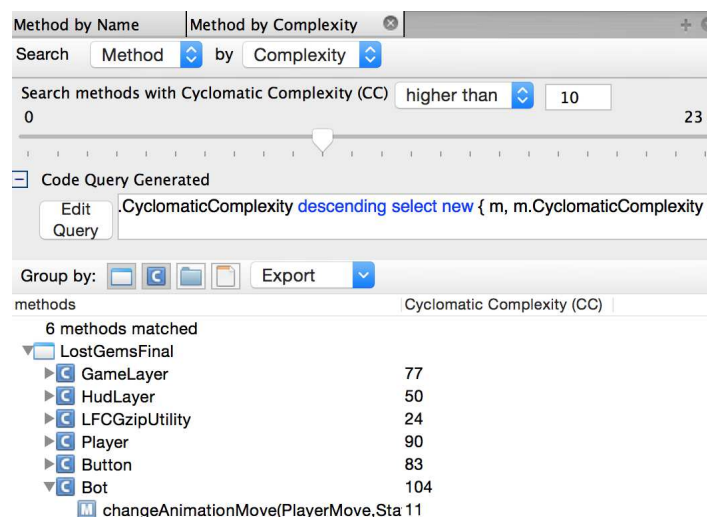 Method by Name Method by Complexity
Search Method by Complexity
Search methods with Cyclomatic Complexity (CC) higher than 10
0 23
Code Query Generated
Edit Query .CyclomaticComplexity descending select new { m, m.CyclomaticComplexity
Group by: Export
methods Cyclomatic Complexity (CC)
6 methods matched
LostGemsFinal
GameLayer 77
HudLayer 50
LFCGzipUtility 24
Player 90
Button 83
Bot 104
changeAnimationMove(PlayerMove,Sta 11